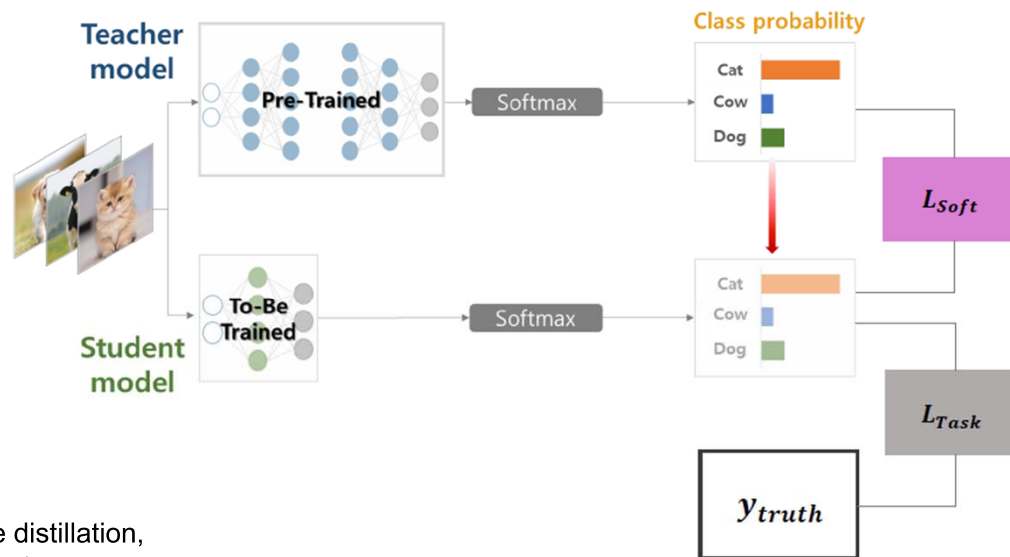 Teacher
model
Pre-Trained
Softmax
Class probability
Cat
Cow
Dog
L_Soft
Student
model
To-Be
Trained
Softmax
Cat
Cow
Dog
L_Task
y_truth
distillation,